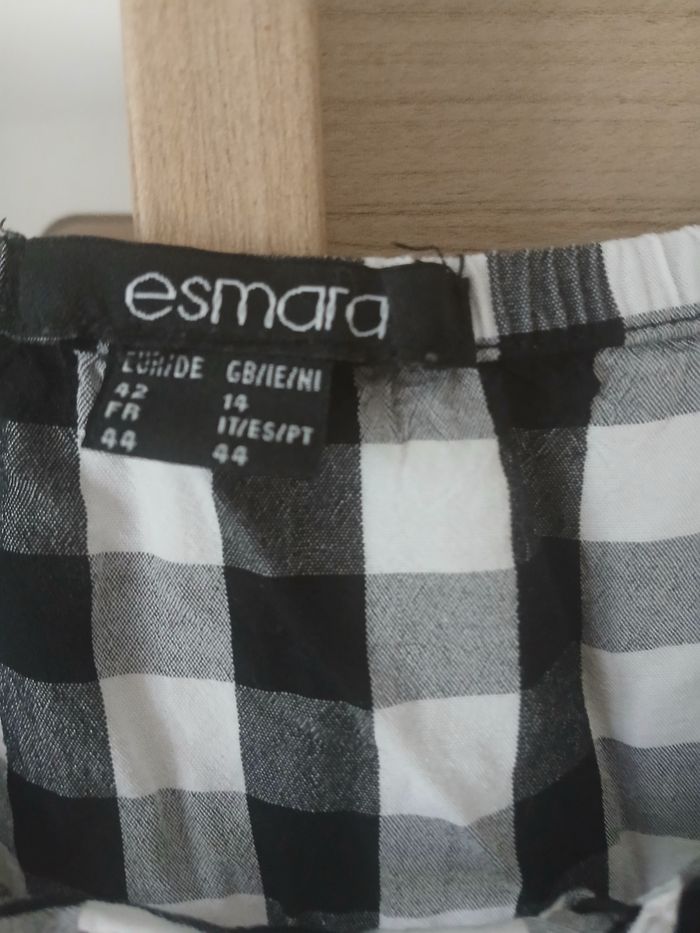 esmara
EUR/DE GB/IE/NI
42 14
FR IT/ES/PT
44 44